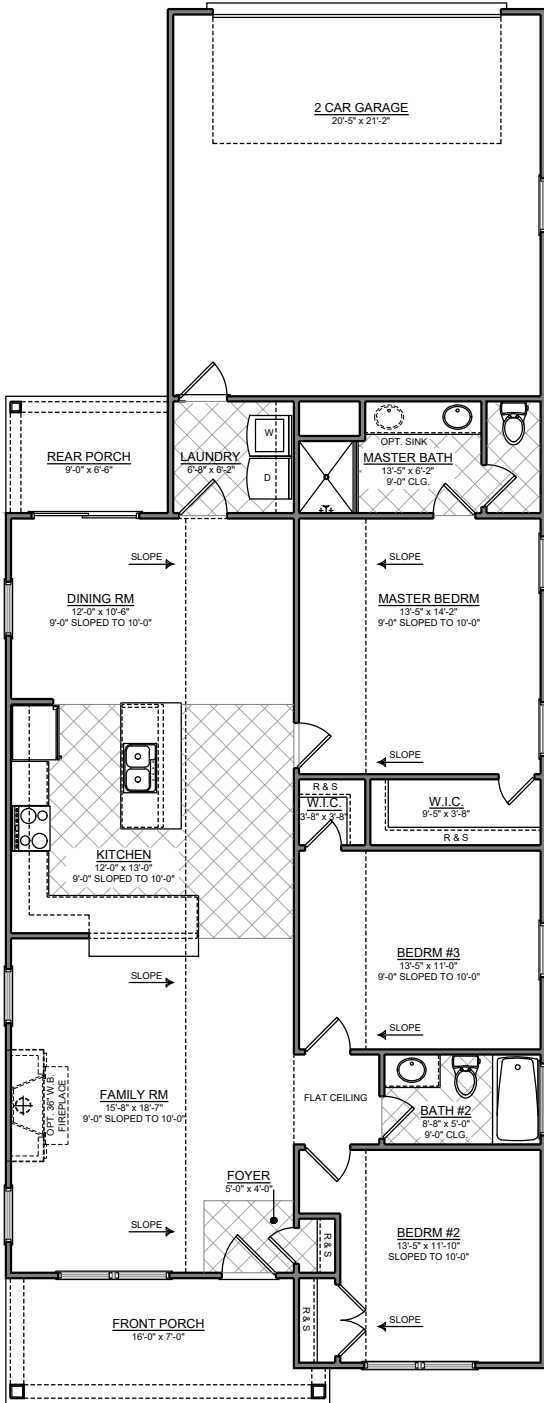 2 CAR GARAGE
20'-5" x 21'-2"
REAR PORCH
9'-0" x 6'-6"
LAUNDRY
6'-8" x 6'-2"
W
D
OPT. SINK
MASTER BATH
13'-5" x 6'-2"
9'-0" CLG.
SLOPE
SLOPE
DINING RM
12'-0" x 10'-6"
9'-0" SLOPED TO 10'-0"
MASTER BEDRM
13'-5" x 14'-2"
9'-0" SLOPED TO 10'-0"
SLOPE
R & S
W.I.C.
3'-8" x 3'-8"
W.I.C.
9'-5" x 3'-8"
R & S
KITCHEN
12'-0" x 13'-0"
9'-0" SLOPED TO 10'-0"
BEDRM #3
13'-5" x 11'-0"
9'-0" SLOPED TO 10'-0"
SLOPE
SLOPE
OPT. 36" W.B.
FIREPLACE
FAMILY RM
15'-8" x 18'-7"
9'-0" SLOPED TO 10'-0"
FLAT CEILING
BATH #2
8'-8" x 5'-0"
9'-0" CLG.
FOYER
5'-0" x 4'-0"
SLOPE
R & S
BEDRM #2
13'-5" x 11'-10"
SLOPED TO 10'-0"
R & S
SLOPE
FRONT PORCH
16'-0" x 7'-0"